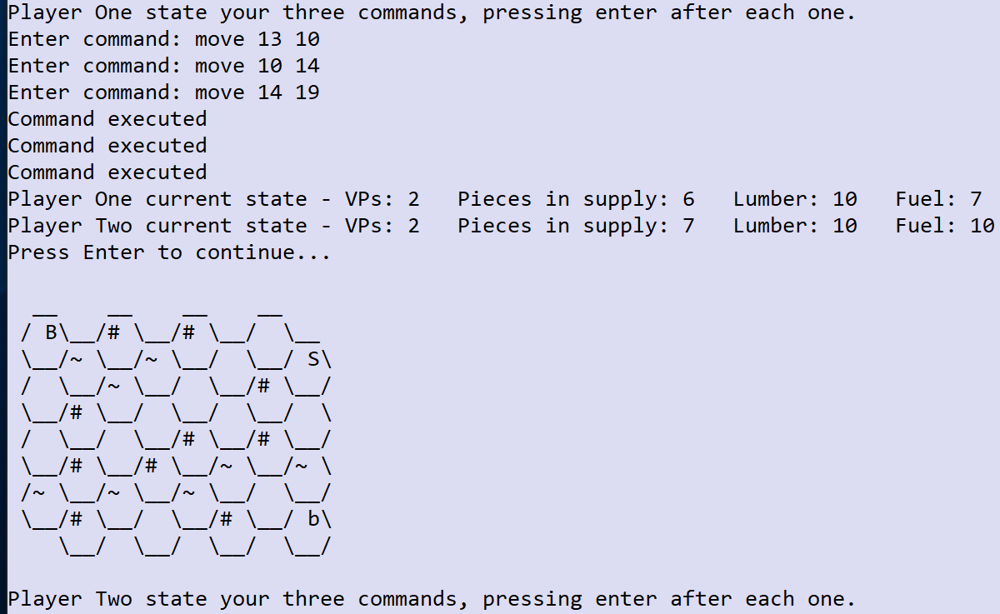 Player One state your three commands, pressing enter after each one.
Enter command: move 13 10
Enter command: move 10 14
Enter command: move 14 19
Command executed
Command executed
Command executed
Player One current state - VPs: 2   Pieces in supply: 6   Lumber: 10   Fuel: 7
Player Two current state - VPs: 2   Pieces in supply: 7   Lumber: 10   Fuel: 10
Press Enter to continue...
  __    __    __    __
 / B\__/# \__/# \__/  \__
 \__/~ \__/~ \__/  \__/ S\
 /  \__/~ \__/  \__/# \__/
 \__/# \__/  \__/  \__/  \
 /  \__/  \__/# \__/# \__/
 \__/# \__/# \__/~ \__/~ \
 /~ \__/~ \__/~ \__/  \__/
 \__/# \__/  \__/# \__/ b\
    \__/  \__/  \__/  \__/
Player Two state your three commands, pressing enter after each one.